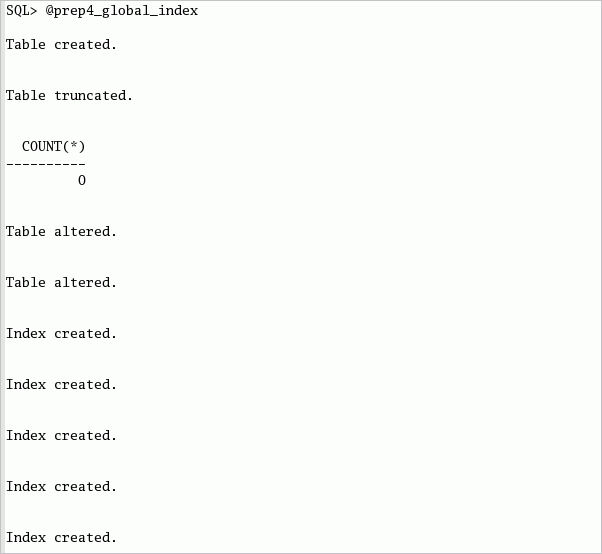 SQL> @prep4_global_index
Table created.
Table truncated.
COUNT(*)
----------
0
Table altered.
Table altered.
Index created.
Index created.
Index created.
Index created.
Index created.